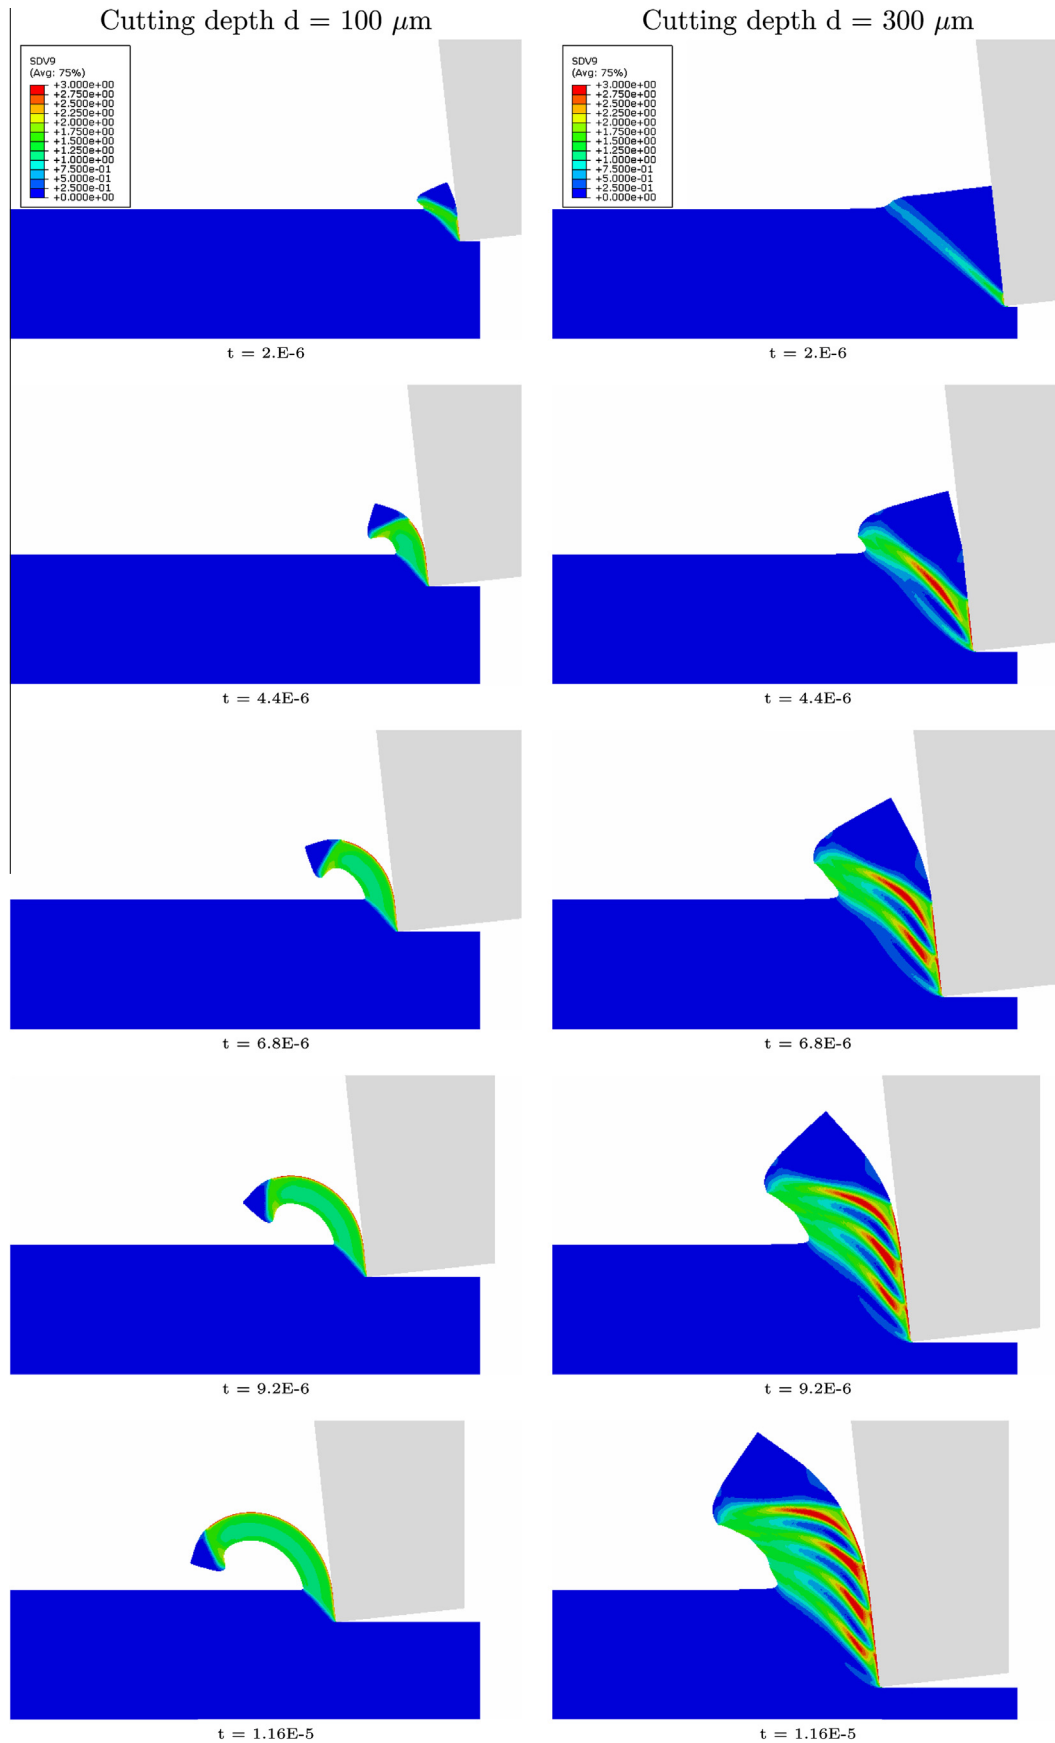 Cutting depth d = 100 μm
Cutting depth d = 300 μm
SDV9
(Avg: 75%)
+3.000e+00
+2.750e+00
+2.500e+00
+2.250e+00
+2.000e+00
+1.750e+00
+1.500e+00
+1.250e+00
+1.000e+00
+7.500e-01
+5.000e-01
+2.500e-01
+0.000e+00
SDV9
(Avg: 75%)
+3.000e+00
+2.750e+00
+2.500e+00
+2.250e+00
+2.000e+00
+1.750e+00
+1.500e+00
+1.250e+00
+1.000e+00
+7.500e-01
+5.000e-01
+2.500e-01
+0.000e+00
t = 2.E-6
t = 2.E-6
t = 4.4E-6
t = 4.4E-6
t = 6.8E-6
t = 6.8E-6
t = 9.2E-6
t = 9.2E-6
t = 1.16E-5
t = 1.16E-5